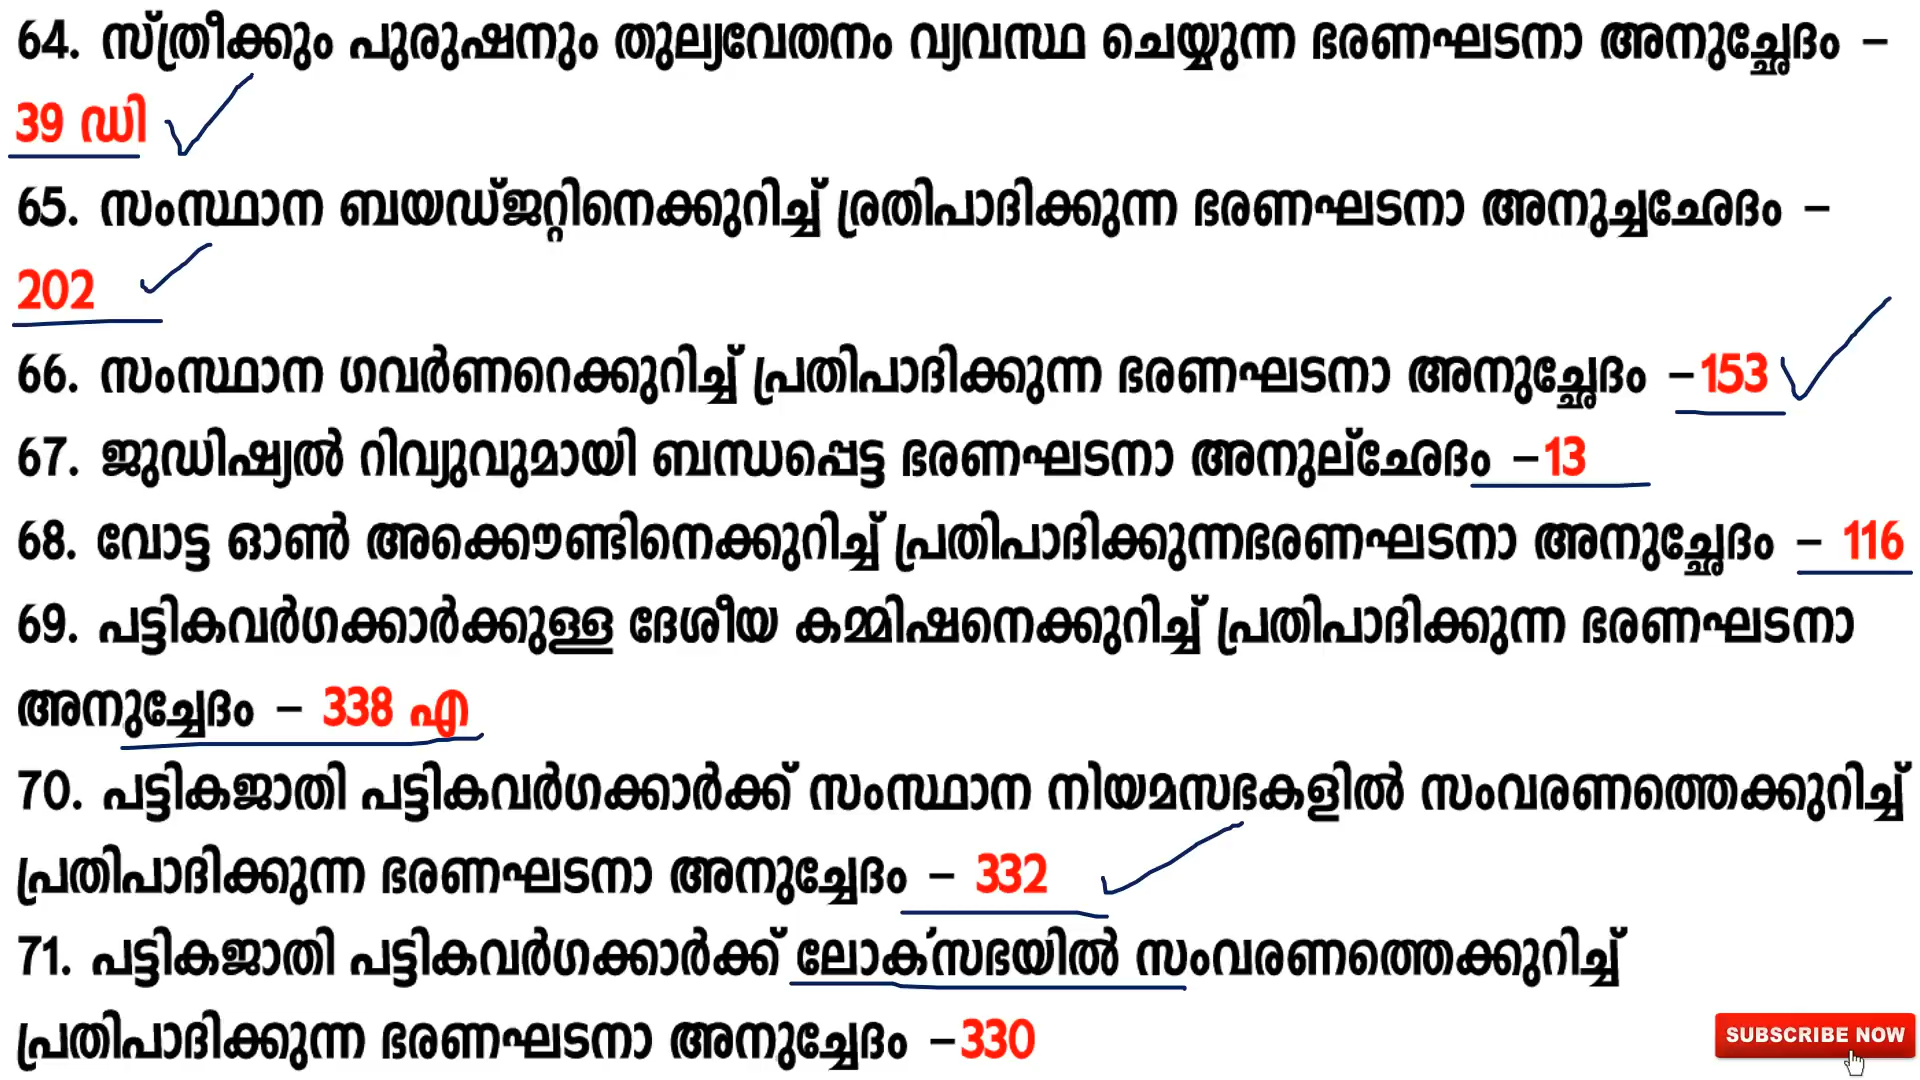 64. സ്ത്രീക്കും പുരുഷനും തുല്യവേതനം വ്യവസ്ഥ ചെയ്യുന്ന ഭരണഘടനാ അനുച്ഛേദം –
39 ഡി
65. സംസ്ഥാന ബയഡ്ജറ്റിനെക്കുറിച്ച് ശ്രതിപാദിക്കുന്ന ഭരണഘടനാ അനുച്ചഛേദം –
202
66. സംസ്ഥാന ഗവർണറെക്കുറിച്ച് പ്രതിപാദിക്കുന്ന ഭരണഘടനാ അനുച്ഛേദം –153
67. ജുഡിഷ്യൽ റിവ്യുവുമായി ബന്ധപ്പെട്ട ഭരണഘടനാ അനുല്ഛേദം –13
68. വോട്ട ഓൺ അക്കൌണ്ടിനെക്കുറിച്ച് പ്രതിപാദിക്കുന്നഭരണഘടനാ അനുച്ഛേദം – 116
69. പട്ടികവർഗക്കാർക്കുള്ള ദേശീയ കമ്മിഷനെക്കുറിച്ച് പ്രതിപാദിക്കുന്ന ഭരണഘടനാ
അനുച്ചേദം – 338 എ
70. പട്ടികജാതി പട്ടികവർഗക്കാർക്ക് സംസ്ഥാന നിയമസഭകളിൽ സംവരണത്തെക്കുറിച്ച്
പ്രതിപാദിക്കുന്ന ഭരണഘടനാ അനുച്ചേദം – 332
71. പട്ടികജാതി പട്ടികവർഗക്കാർക്ക് ലോക്സഭയിൽ സംവരണത്തെക്കുറിച്ച്
പ്രതിപാദിക്കുന്ന ഭരണഘടനാ അനുച്ചേദം –330
SUBSCRIBE NOW